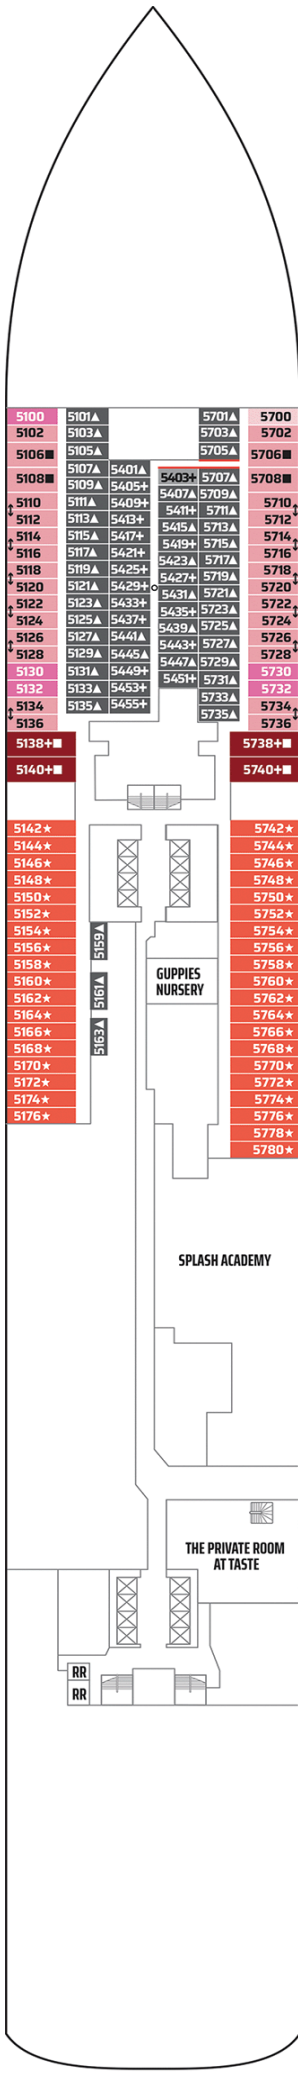 5100 5101▲ 5701▲ 5700
5102 5103▲ 5703▲ 5702
5106■ 5105▲ 5705▲ 5706■
5107▲ 5401▲
5108■ 5109▲ 5405+ 5403+ 5707▲ 5708■
5110 5111▲ 5409+ 5407▲ 5709▲ 5710
5112 5113▲ 5413+ 5411+ 5711▲ 5712
5114 5115▲ 5417+ 5415▲ 5713▲ 5714
5116 5117▲ 5421+ 5419+ 5715▲ 5716
5118 5119▲ 5425+ 5423▲ 5717▲ 5718
5120 5121▲ 5429+ 5427+ 5719▲ 5720
5122 5123▲ 5433+ 5431▲ 5721▲ 5722
5124 5125▲ 5437+ 5435+ 5723▲ 5724
5126 5127▲ 5441▲ 5439▲ 5725▲ 5726
5128 5129▲ 5445▲ 5443+ 5727▲ 5728
5130 5131▲ 5449+ 5447▲ 5729▲ 5730
5132 5133▲ 5453+ 5451+ 5731▲ 5732
5134 5135▲ 5455+ 5733▲ 5734
5136 5735▲ 5736
5138+■ 5738+■
5140+■ 5740+■
5142★ 5742★
5144★ 5744★
5146★ 5746★
5148★ 5748★
5150★ 5750★
5152★ 5752★
5154★ 5159▲ 5754★
5156★ 5756★
5158★ 5758★
5160★ 5161▲ GUPPIES 5760★
5162★ NURSERY 5762★
5164★ 5163▲ 5764★
5166★ 5766★
5168★ 5768★
5170★ 5770★
5172★ 5772★
5174★ 5774★
5176★ 5776★
5778★
5780★
SPLASH ACADEMY
THE PRIVATE ROOM
AT TASTE
RR
RR